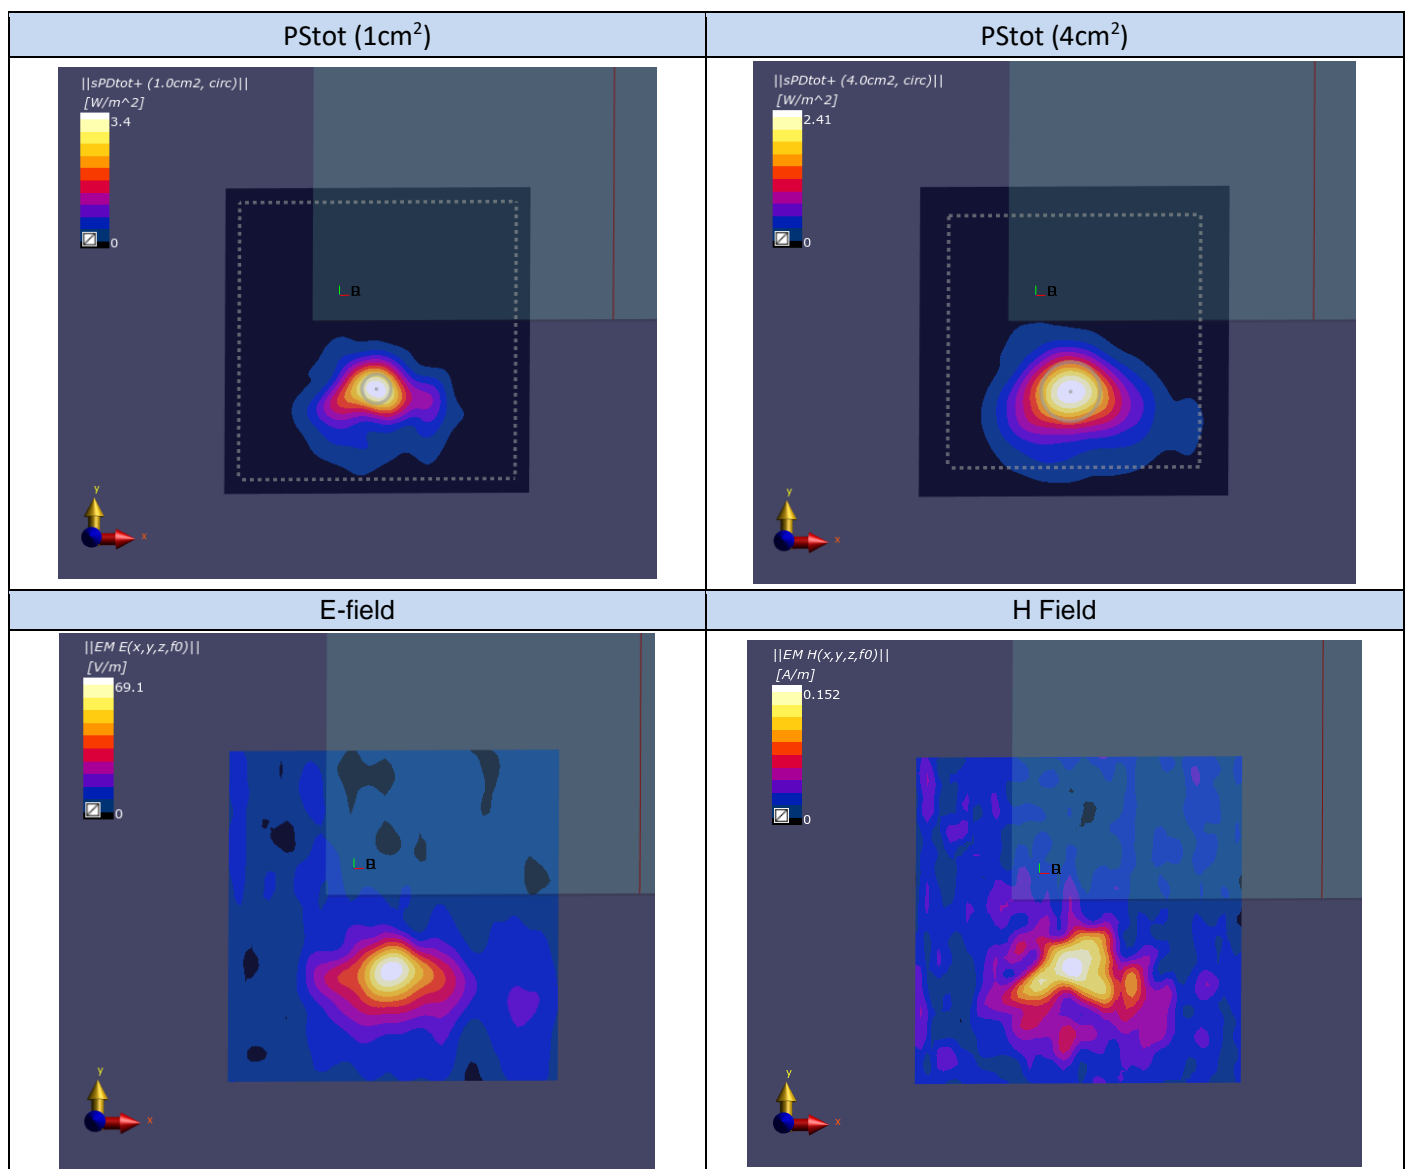 PStot (1cm²)
PStot (4cm²)
||sPDtot+ (1.0cm2, circ)||
[W/m^2]
3.4
0
y
x
||sPDtot+ (4.0cm2, circ)||
[W/m^2]
2.41
0
y
x
E-field
H Field
||EM E(x,y,z,f0)||
[V/m]
69.1
0
y
x
||EM H(x,y,z,f0)||
[A/m]
0.152
0
y
x